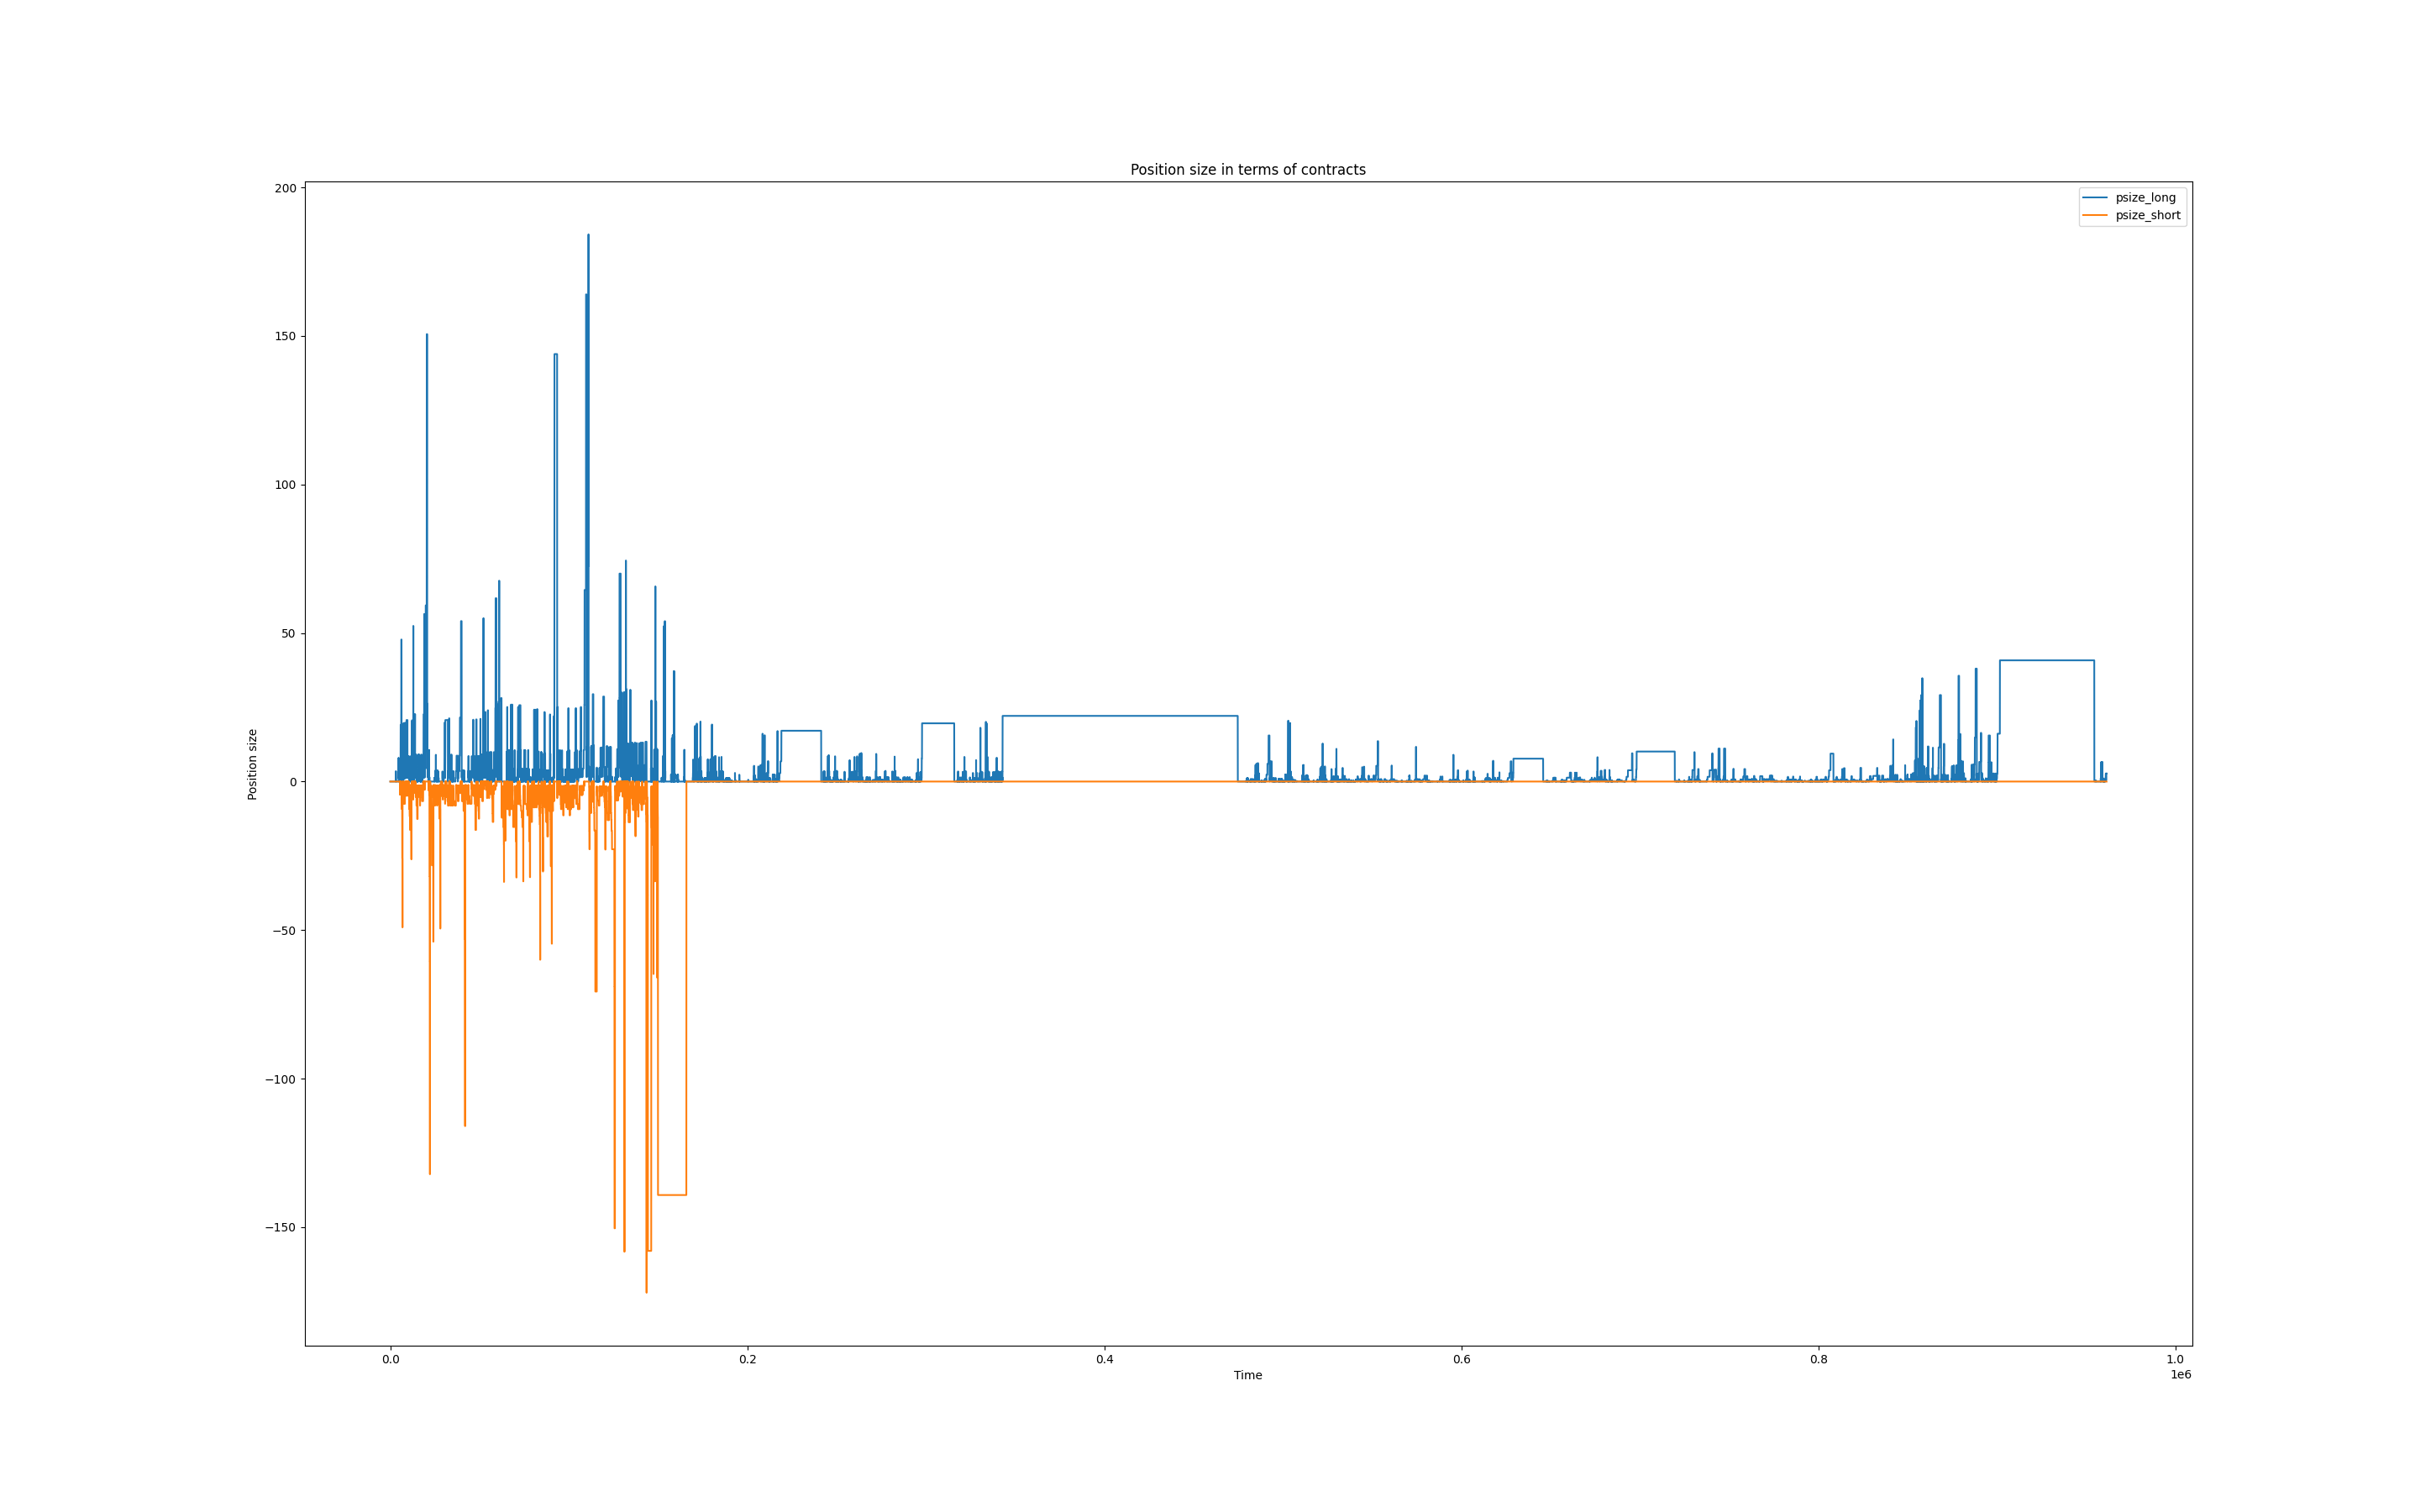 Position size in terms of contracts
psize_long
psize_short
Position size
200
150
100
50
0
−50
−100
−150
0.0
0.2
0.4
0.6
0.8
1.0
1e6
Time